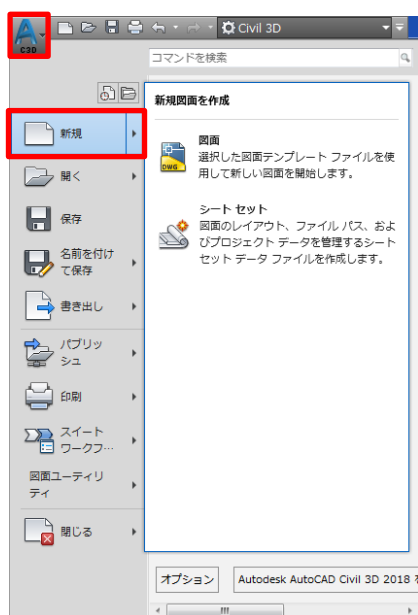 Civil 3D
C3D
コマンドを検索
新規図面を作成
新規
図面
選択した図面テンプレート ファイルを使
用して新しい図面を開始します。
開く
シート セット
図面のレイアウト、ファイル パス、およ
びプロジェクト データを管理するシート
セット データ ファイルを作成します。
保存
名前を付け
て保存
書き出し
パブリッ
シュ
印刷
スイート
ワークフ…
図面ユーティリ
ティ
閉じる
オプション
Autodesk AutoCAD Civil 3D 2018
DWG